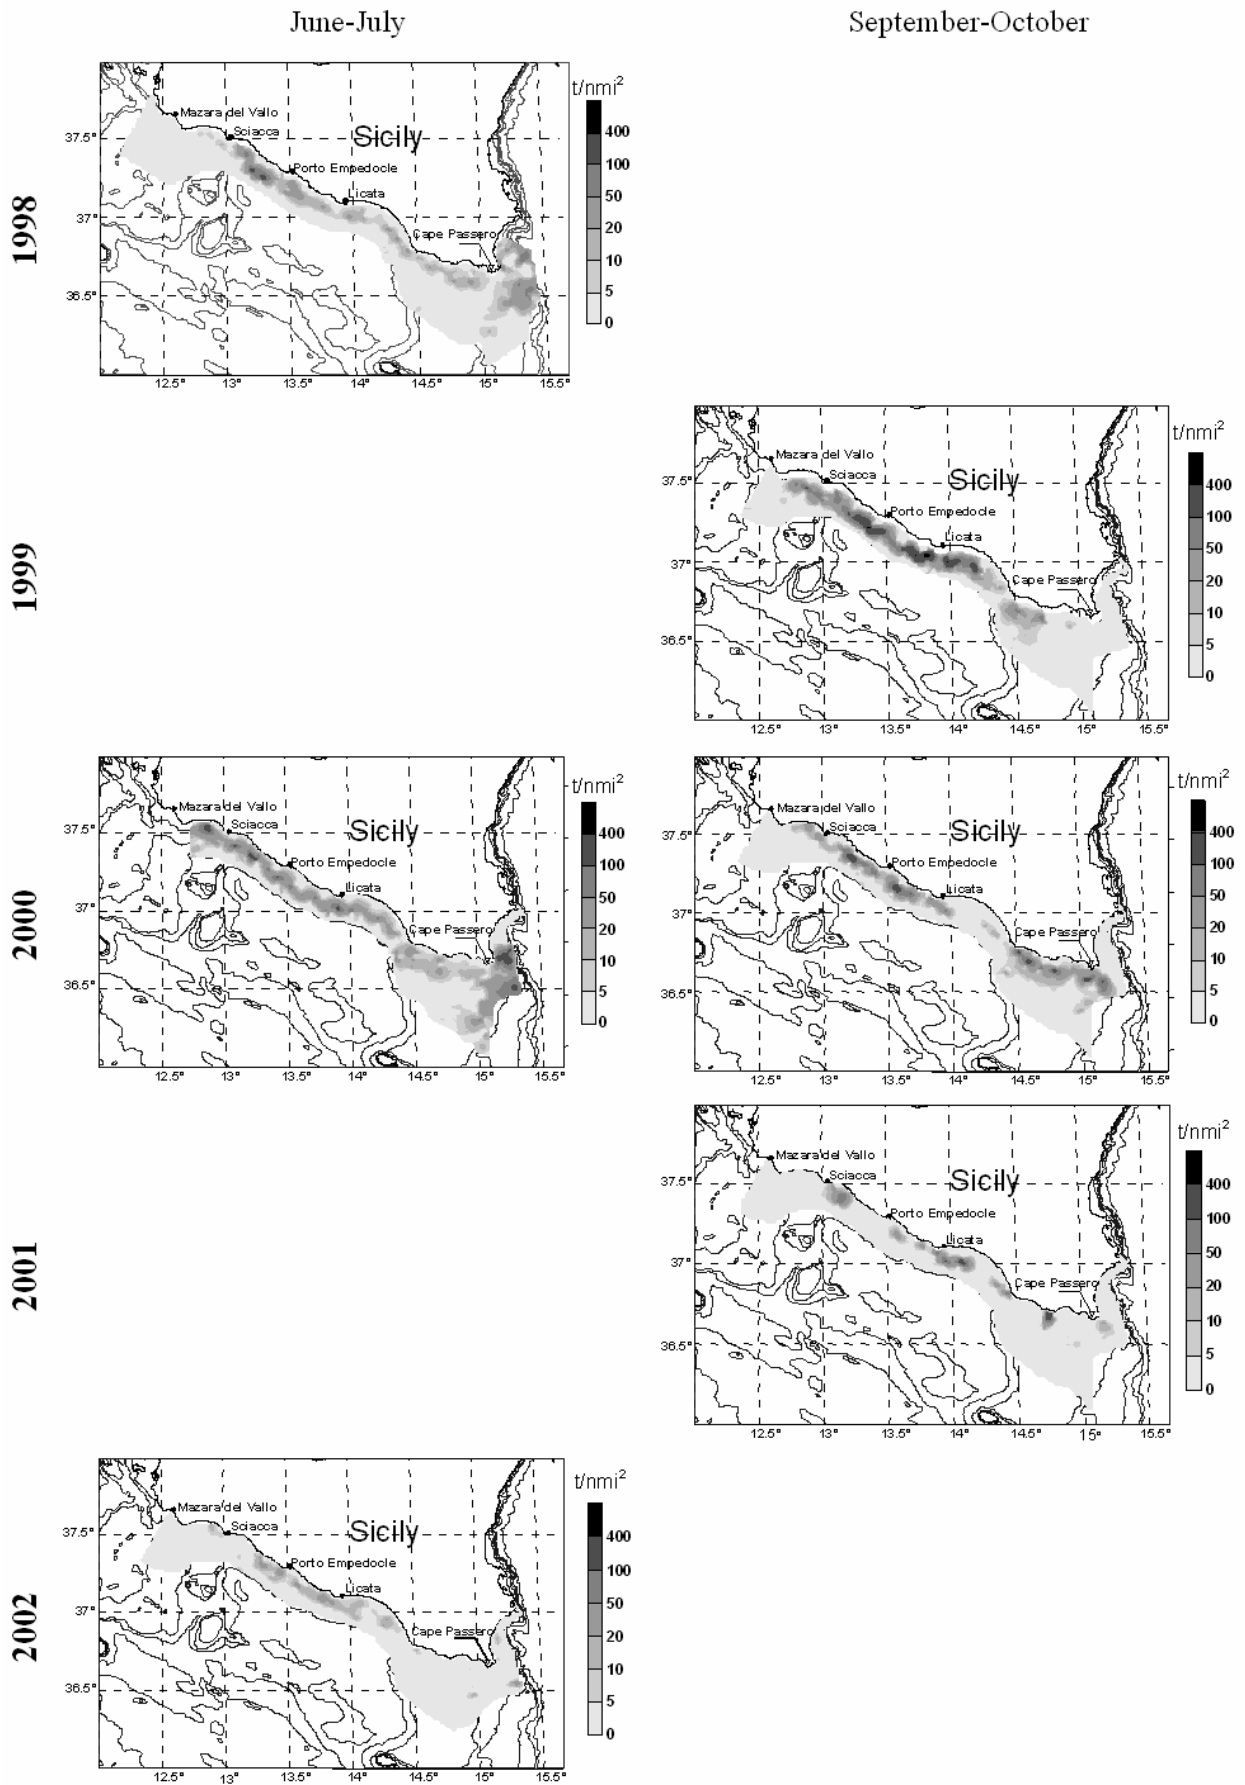 June-July
September-October
1998
t/nmi²
Mazara del Vallo
Sciacca
Sicily
Porto Empedocle
Licata
Cape Passero
37.5°
37°
36.5°
400
100
50
20
10
5
0
12.5° 13° 13.5° 14° 14.5° 15° 15.5°
1999
t/nmi²
Mazara del Vallo
Sciacca
Sicily
Porto Empedocle
Licata
Cape Passero
37.5°
37°
36.5°
400
100
50
20
10
5
0
12.5° 13° 13.5° 14° 14.5° 15° 15.5°
2000
t/nmi²
Mazara del Vallo
Sciacca
Sicily
Porto Empedocle
Licata
Cape Passero
37.5°
37°
36.5°
400
100
50
20
10
5
0
12.5° 13° 13.5° 14° 14.5° 15° 15.5°
t/nmi²
Mazara del Vallo
Sciacca
Sicily
Porto Empedocle
Licata
Cape Passero
37.5°
37°
36.5°
400
100
50
20
10
5
0
12.5° 13° 13.5° 14° 14.5° 15° 15.5°
2001
t/nmi²
Mazara del Vallo
Sciacca
Sicily
Porto Empedocle
Licata
Cape Passero
37.5°
37°
36.5°
400
100
50
20
10
5
0
12.5° 13° 13.5° 14° 14.5° 15° 15.5°
2002
t/nmi²
Mazara del Vallo
Sciacca
Sicily
Porto Empedocle
Licata
Cape Passero
37.5°
37°
36.5°
400
100
50
20
10
5
0
12.5° 13° 13.5° 14° 14.5° 15° 15.5°